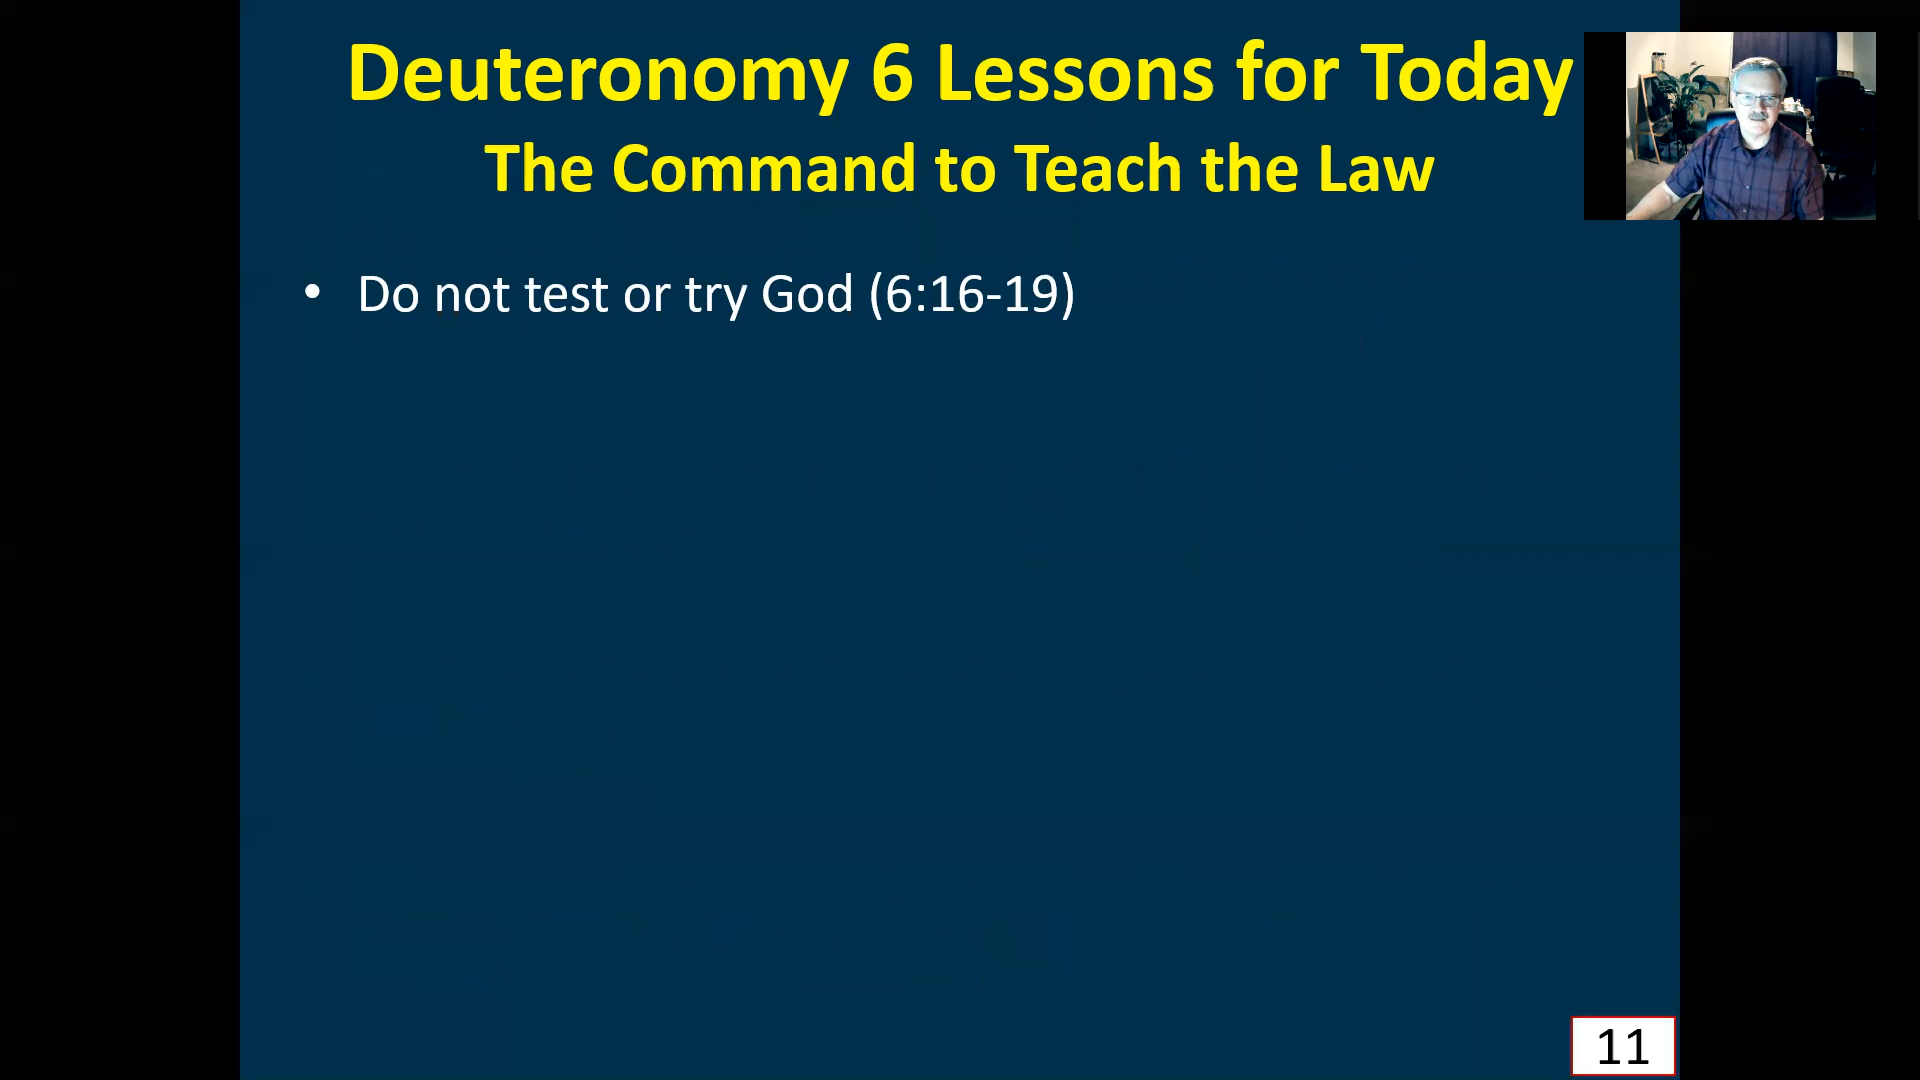 Deuteronomy 6 Lessons for Today
The Command to Teach the Law
• Do not test or try God (6:16-19)
11